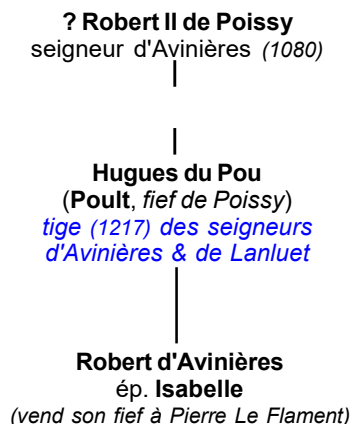 ? Robert II de Poissy
seigneur d'Avinières (1080)
Hugues du Pou
(Poult, fief de Poissy)
tige (1217) des seigneurs
d'Avinières & de Lanluet
Robert d'Avinières
ép. Isabelle
(vend son fief à Pierre Le Flament)